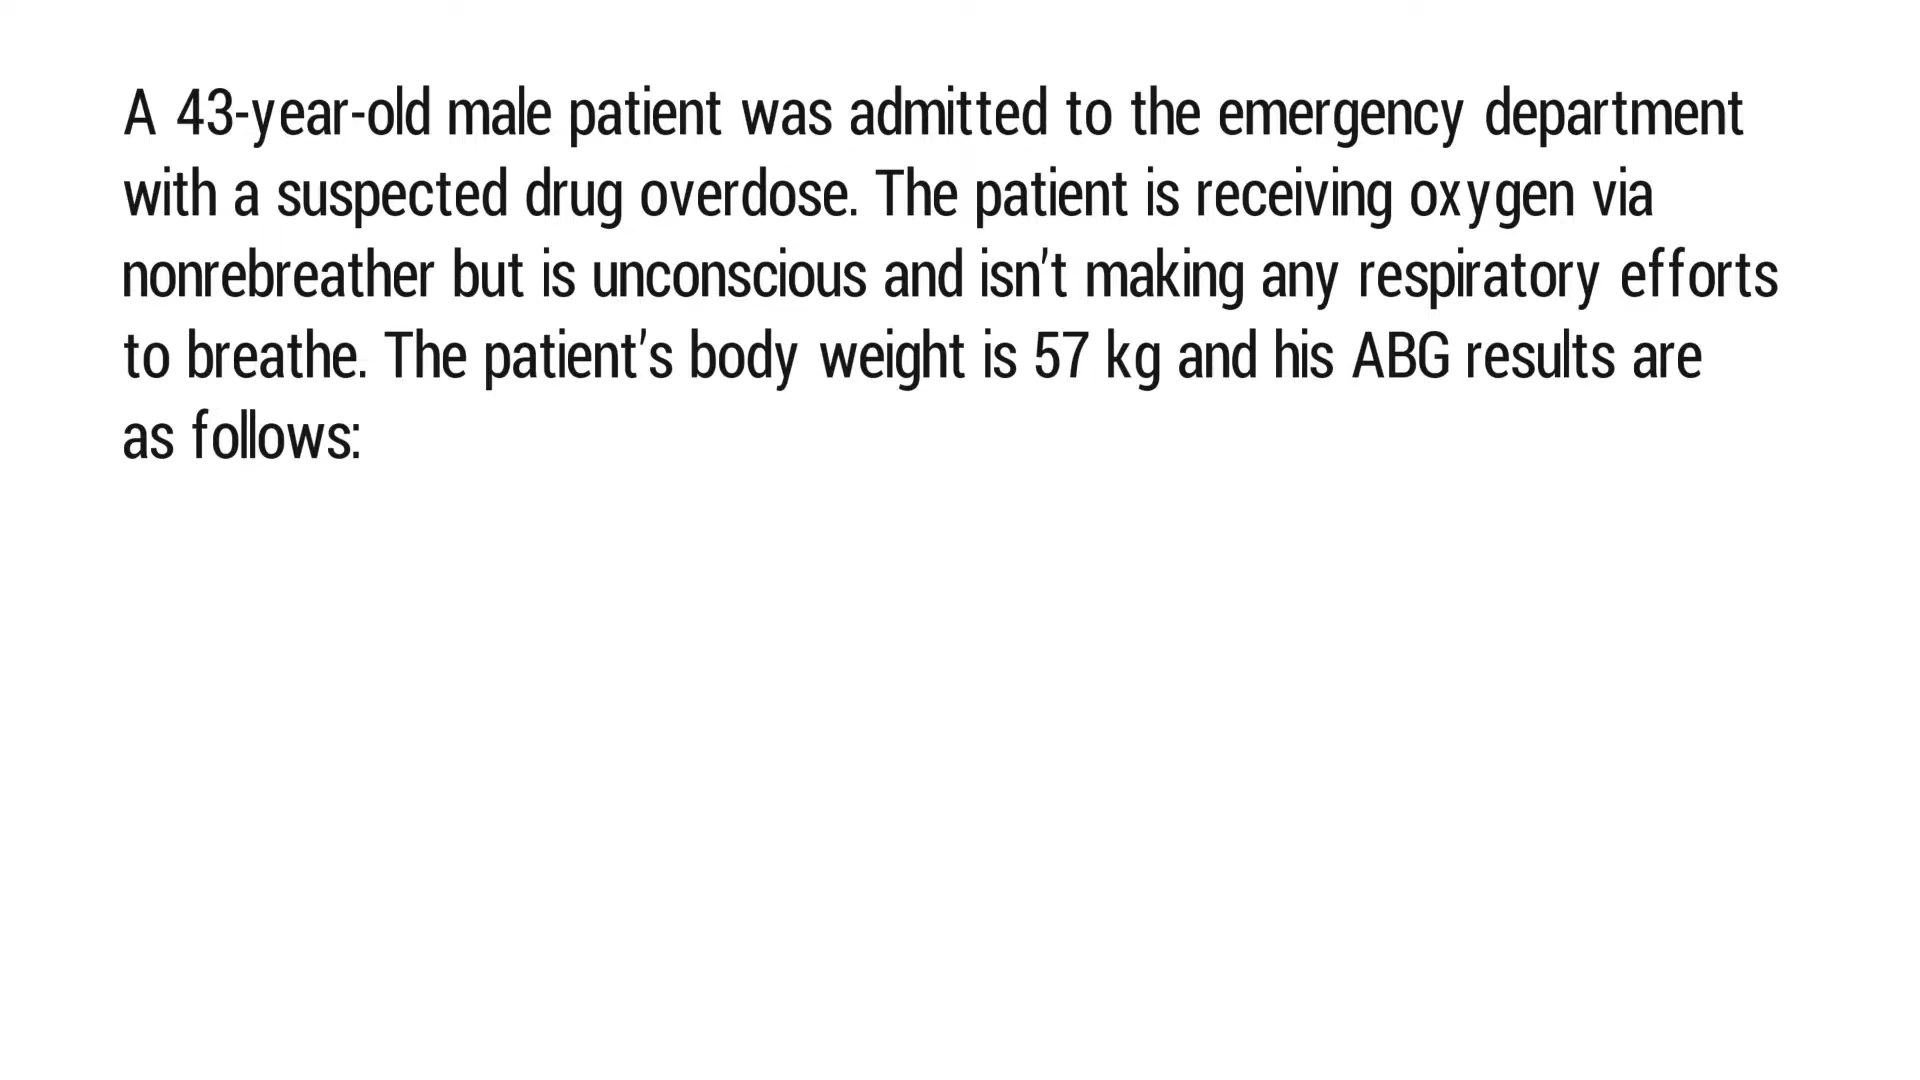 A 43-year-old male patient was admitted to the emergency department
with a suspected drug overdose. The patient is receiving oxygen via
nonrebreather but is unconscious and isn't making any respiratory efforts
to breathe. The patient's body weight is 57 kg and his ABG results are
as follows: